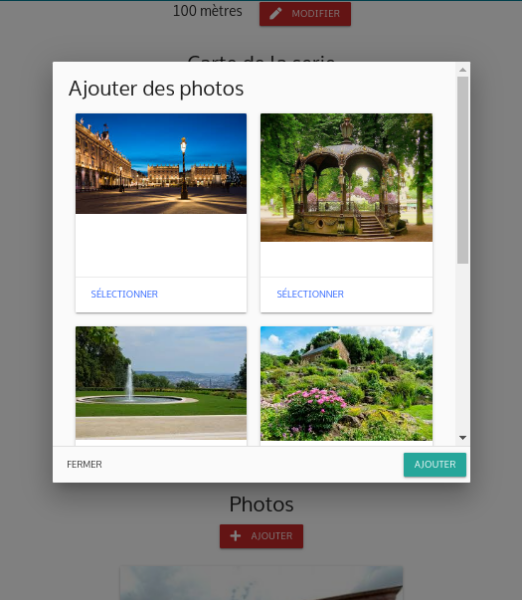 100 mètres
MODIFIER
Carte de la serie
Ajouter des photos
SÉLECTIONNER
SÉLECTIONNER
FERMER
AJOUTER
Photos
AJOUTER